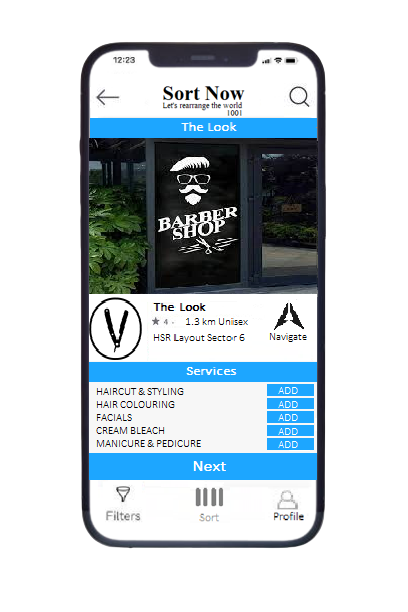 12:23
Sort Now
Let's rearrange the world
1001
The Look
BARBER
SHOP
The Look
★ 4 - 1.3 km Uniisex
Navigate
HSR Layout Sector 6
Services
HAIRCUT & STYLING ADD
HAIR COLOURING ADD
FACIALS ADD
CREAM BLEACH ADD
MANICURE & PEDICURE ADD
Next
Filters Sort Profile